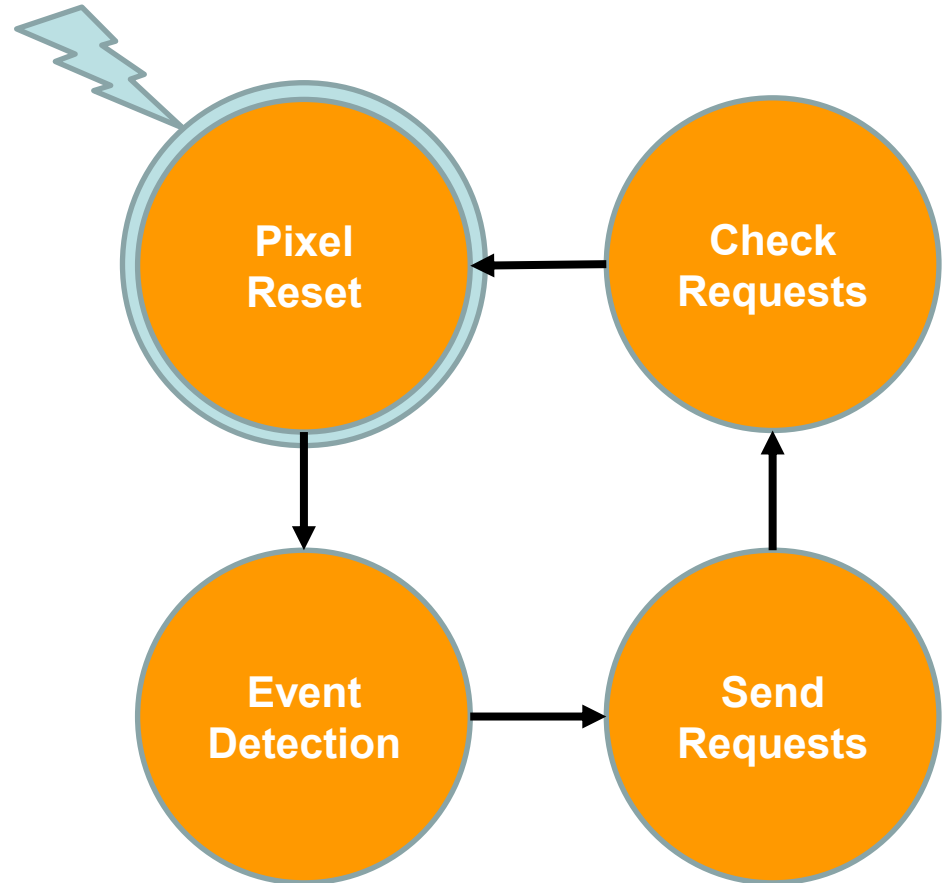 Pixel
Reset
Check
Requests
Event
Detection
Send
Requests